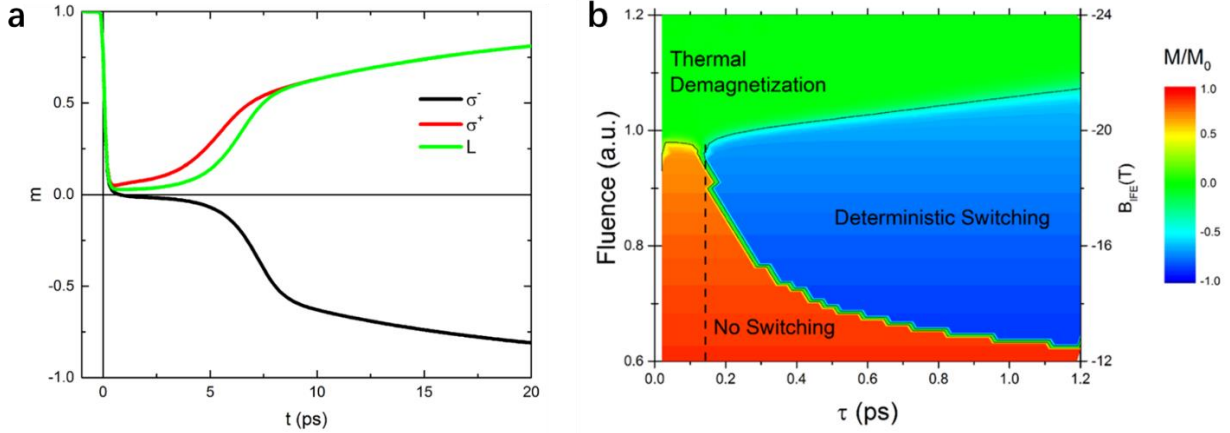 a
1.0
0.5
0.0
-0.5
-1.0
m
σ⁻
σ⁺
L
0
5
10
15
20
t (ps)
b
1.2
1.0
0.8
0.6
Fluence (a.u.)
Thermal
Demagnetization
Deterministic Switching
No Switching
0.0
0.2
0.4
0.6
0.8
1.0
1.2
τ (ps)
-24
-20
-16
-12
B_IFE(T)
M/M₀
1.0
0.5
0.0
-0.5
-1.0